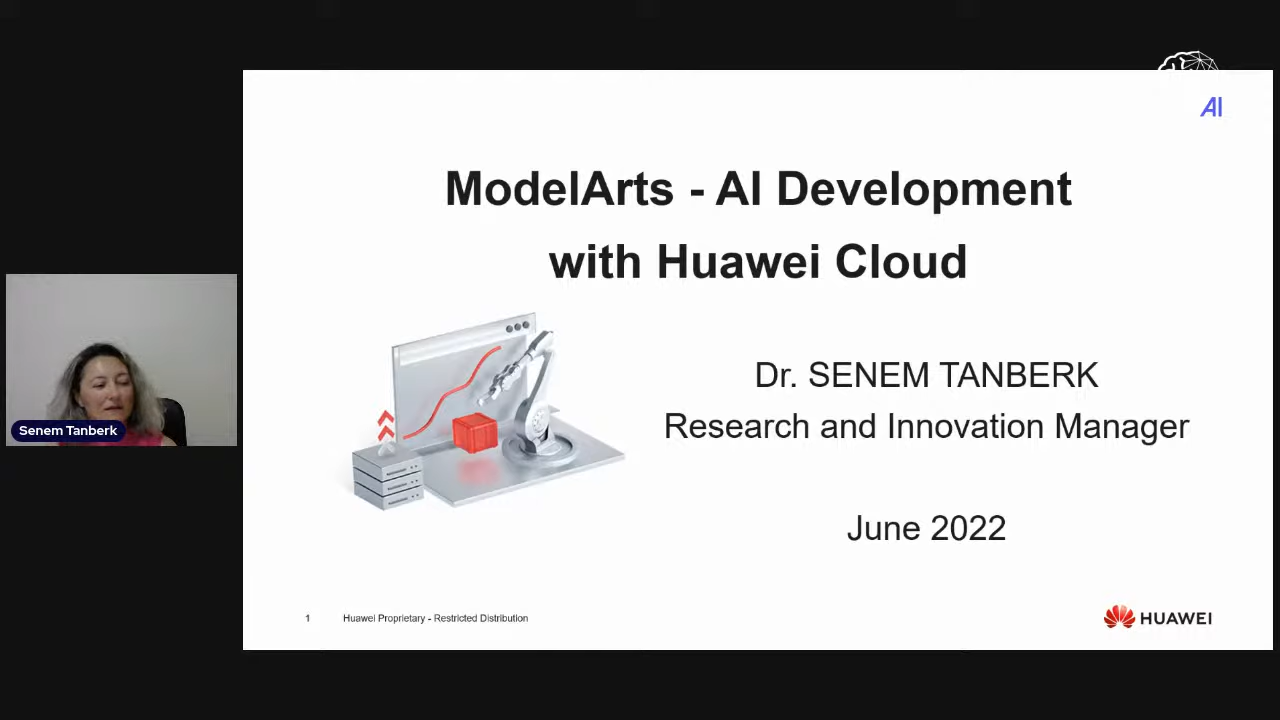 AI
ModelArts - AI Development
with Huawei Cloud
Dr. SENEM TANBERK
Research and Innovation Manager
Senem Tanberk
June 2022
1
Huawei Proprietary - Restricted Distribution
HUAWEI